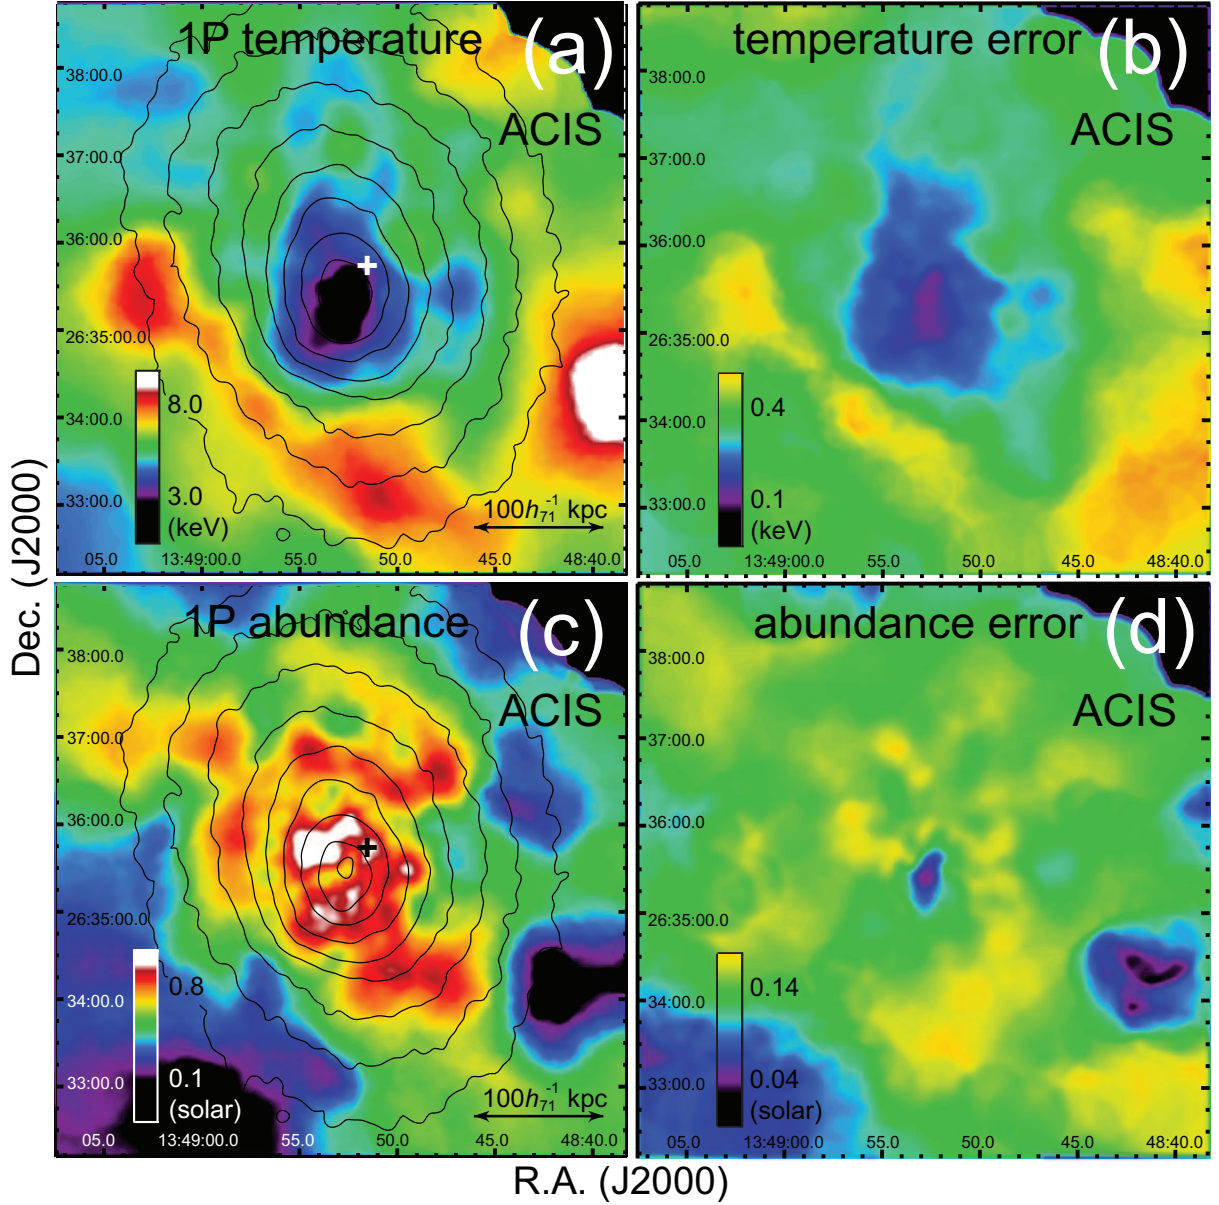 1P temperature (a)
ACIS
38:00.0
37:00.0
36:00.0
26:35:00.0
34:00.0
33:00.0
8.0
3.0
(keV)
100h₇₁⁻¹ kpc
05.0 13:49:00.0 55.0 50.0 45.0 48:40.0
temperature error (b)
ACIS
38:00.0
37:00.0
36:00.0
26:35:00.0
34:00.0
33:00.0
0.4
0.1
(keV)
05.0 13:49:00.0 55.0 50.0 45.0 48:40.0
1P abundance (c)
ACIS
38:00.0
37:00.0
36:00.0
26:35:00.0
34:00.0
33:00.0
0.8
0.1
(solar)
100h₇₁⁻¹ kpc
05.0 13:49:00.0 55.0 50.0 45.0 48:40.0
abundance error (d)
ACIS
38:00.0
37:00.0
36:00.0
26:35:00.0
34:00.0
33:00.0
0.14
0.04
(solar)
05.0 13:49:00.0 55.0 50.0 45.0 48:40.0
Dec. (J2000)
R.A. (J2000)